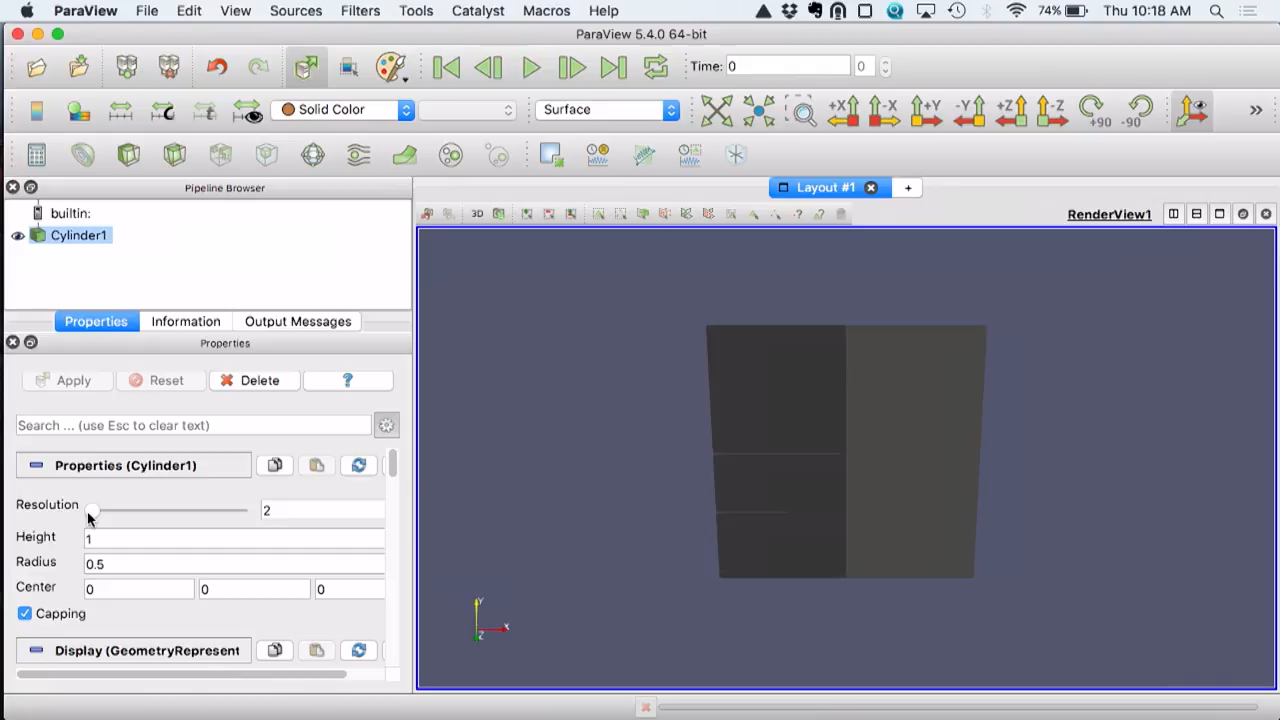 ParaView File Edit View Sources Filters Tools Catalyst Macros Help 74% Thu 10:18 AM
ParaView 5.4.0 64-bit
Time: 0 0
Solid Color Surface +X -X +Y -Y +Z -Z +90 -90 »
Pipeline Browser
Layout #1 +
builtin:
3D RenderView1
Cylinder1
Properties Information Output Messages
Properties
Apply Reset Delete ?
Search ... (use Esc to clear text)
Properties (Cylinder1)
Resolution 2
Height 1
Radius 0.5
Center 0 0 0
Capping
Display (GeometryRepresent
Y
X
Z